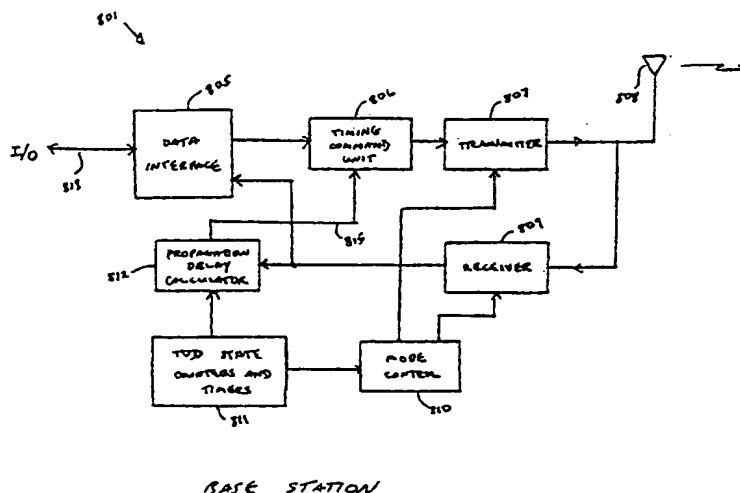 801
805
806
807
808
I/O
813
DATA
INTERFACE
TIMING
COMMAND
UNIT
TRANSMITTER
815
809
812
PROPAGATION
DELAY
CALCULATOR
RECEIVER
TDD STATE
COUNTERS AND
TIMERS
811
MODE
CONTROL
810
BASE STATION